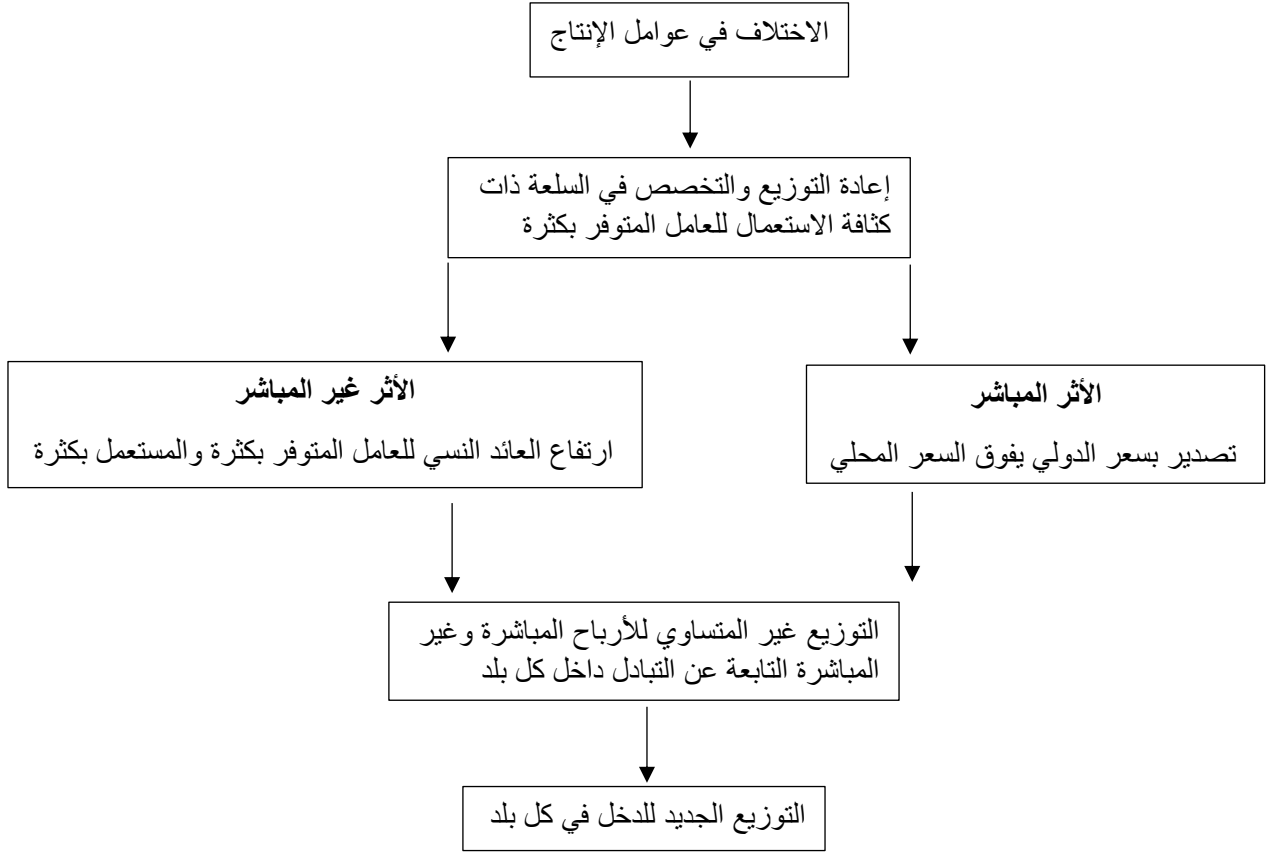 الاختلاف في عوامل الإنتاج
إعادة التوزيع والتخصص في السلعة ذات
كثافة الاستعمال للعامل المتوفر بكثرة
الأثر المباشر
تصدير بسعر الدولي يفوق السعر المحلي
الأثر غير المباشر
ارتفاع العائد النسي للعامل المتوفر بكثرة والمستعمل بكثرة
التوزيع غير المتساوي للأرباح المباشرة وغير
المباشرة التابعة عن التبادل داخل كل بلد
التوزيع الجديد للدخل في كل بلد